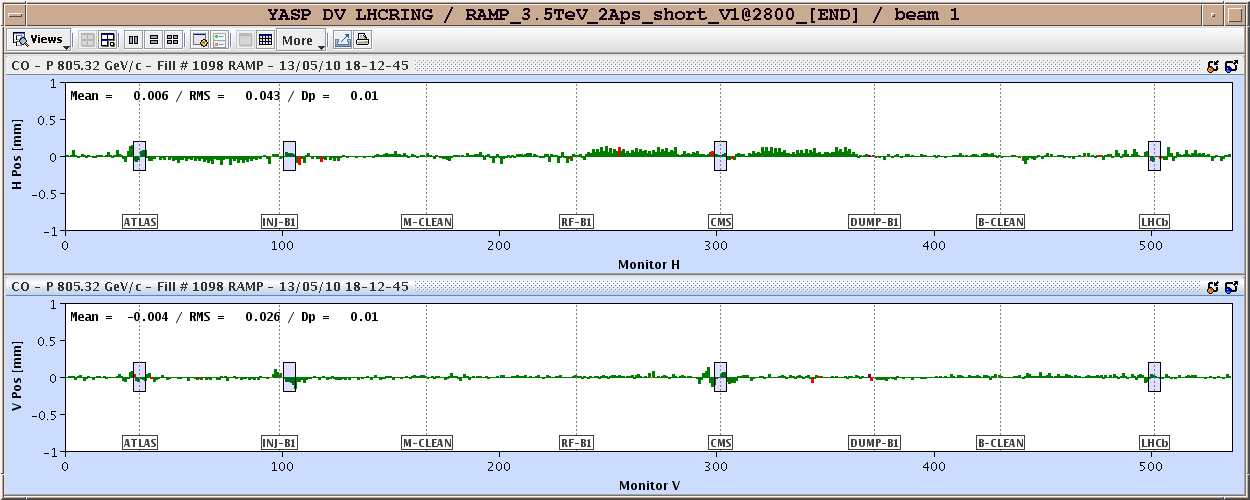 YASP DV LHCRING / RAMP_3.5TeV_2Aps_short_V1@2800_[END] / beam 1
Views More
CO - P 805.32 GeV/c - Fill # 1098 RAMP - 13/05/10 18-12-45
Mean = 0.006 / RMS = 0.043 / Dp = 0.01
H Pos [mm]
1
0.5
0
-0.5
-1
ATLAS INJ-B1 M-CLEAN RF-B1 CMS DUMP-B1 B-CLEAN LHCb
0 100 200 300 400 500
Monitor H
CO - P 805.32 GeV/c - Fill # 1098 RAMP - 13/05/10 18-12-45
Mean = -0.004 / RMS = 0.026 / Dp = 0.01
V Pos [mm]
1
0.5
0
-0.5
-1
ATLAS INJ-B1 M-CLEAN RF-B1 CMS DUMP-B1 B-CLEAN LHCb
0 100 200 300 400 500
Monitor V